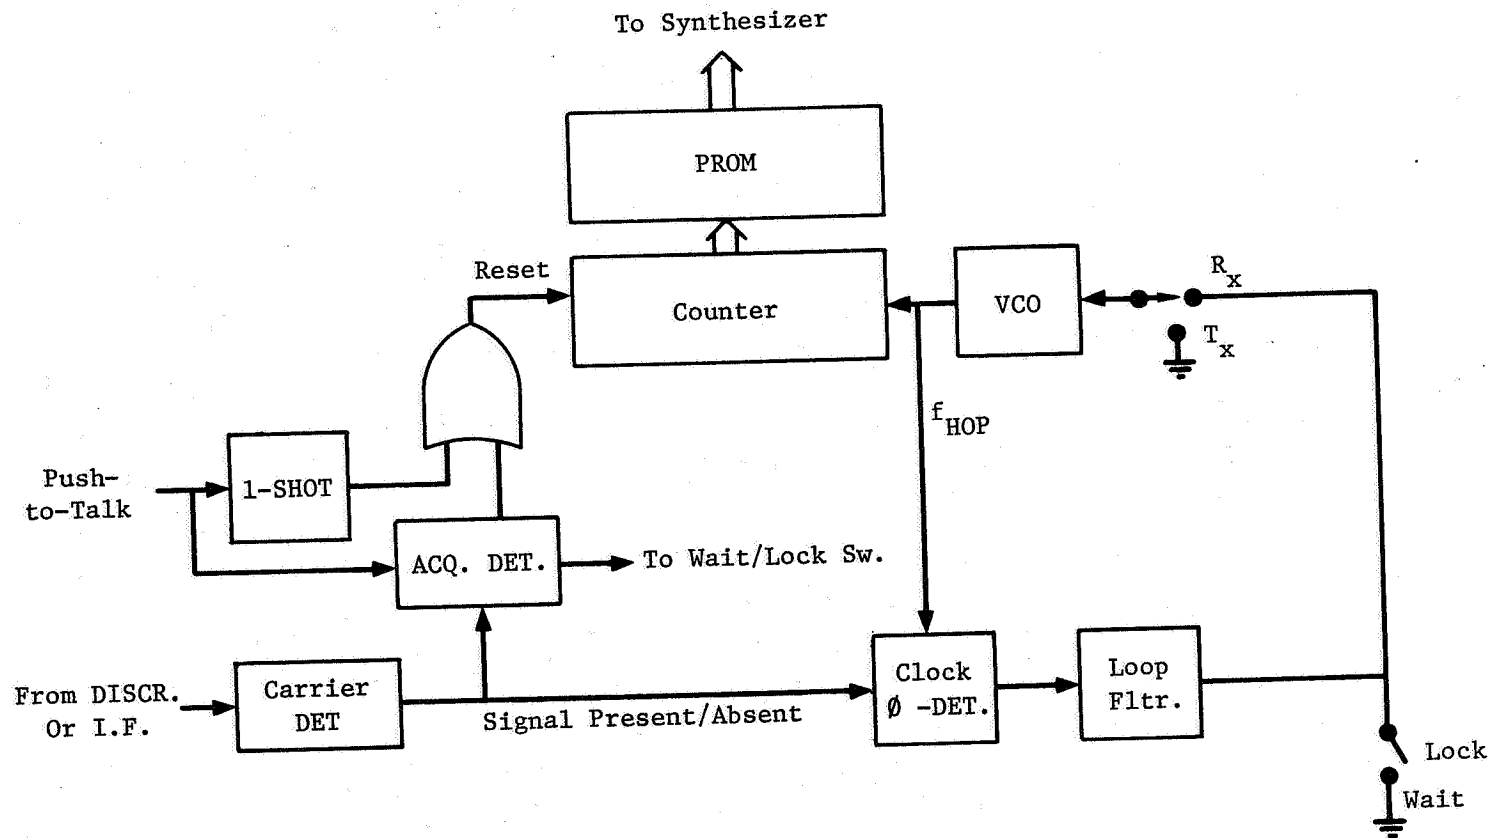 To Synthesizer
PROM
Reset
Counter
VCO
Rx
Tx
fHOP
Push-
to-Talk
1-SHOT
ACQ. DET.
To Wait/Lock Sw.
From DISCR.
Or I.F.
Carrier
DET
Signal Present/Absent
Clock
Ø -DET.
Loop
Fltr.
Lock
Wait